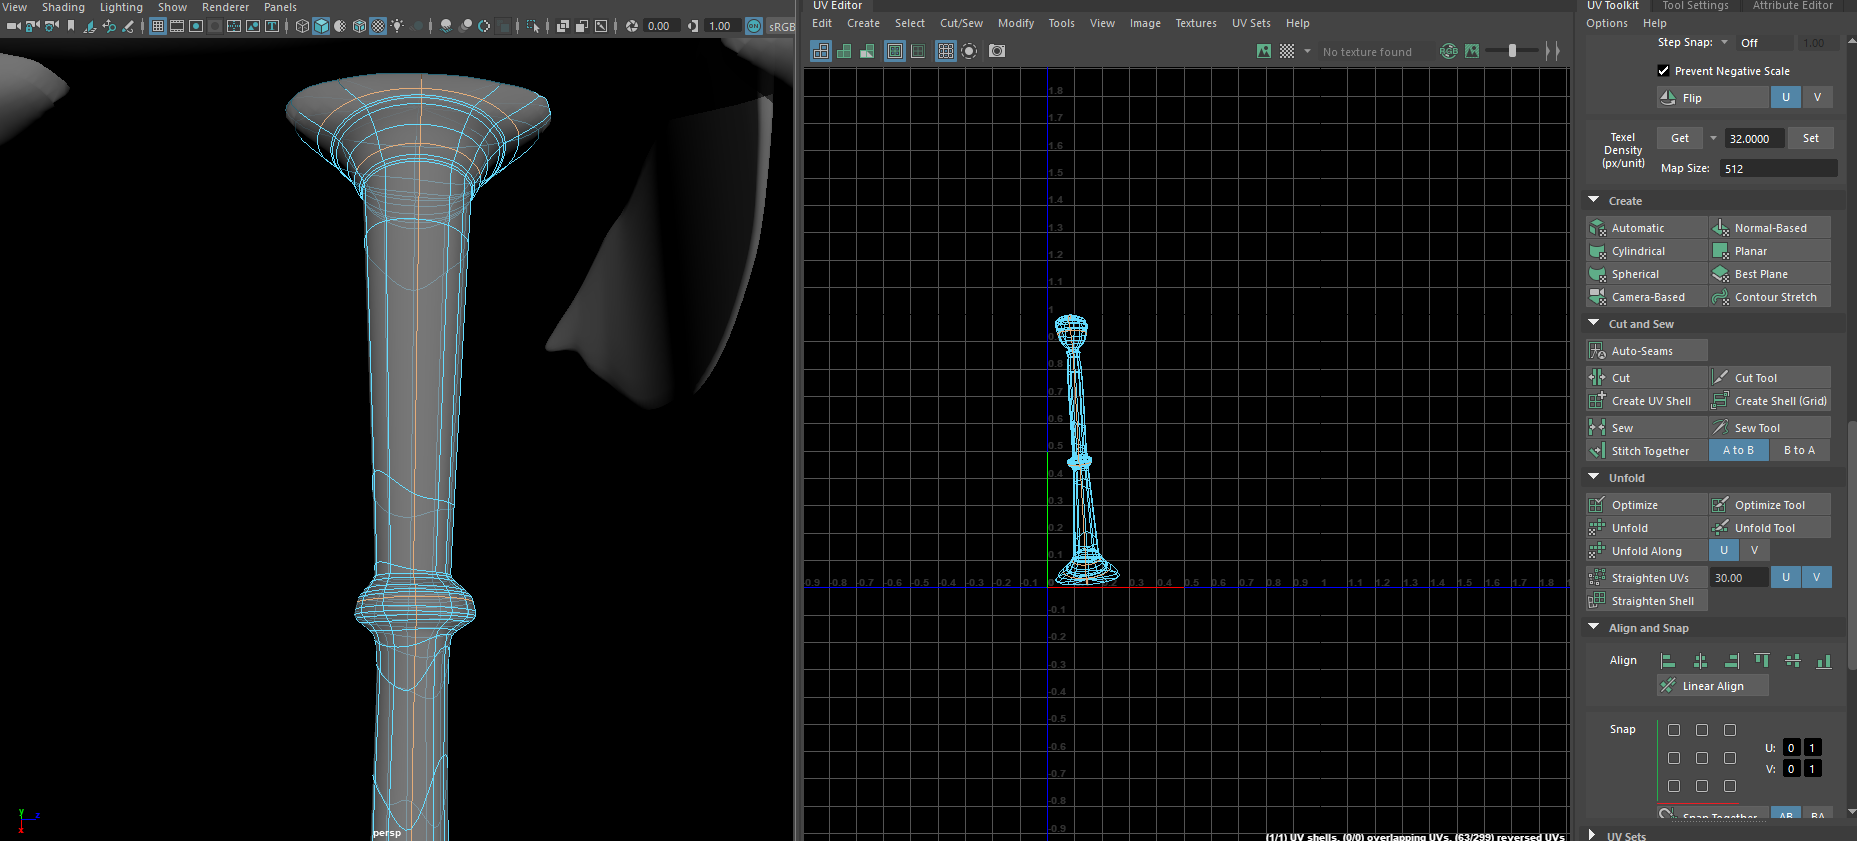 View Shading Lighting Show Renderer Panels
0.00 1.00 ON sRGB
persp
y
z
x
UV Editor
Edit Create Select Cut/Sew Modify Tools View Image Textures UV Sets Help
No texture found RGB
1.8
1.7
1.6
1.5
1.4
1.3
1.2
1.1
1
0.8
0.7
0.6
0.5
0.4
0.3
0.2
0.1
-0.9 -0.8 -0.7 -0.6 -0.5 -0.4 -0.3 -0.2 -0.1 0 0.3 0.4 0.5 0.6 0.7 0.8 0.9 1 1.1 1.2 1.3 1.4 1.5 1.6 1.7 1.8
-0.1
-0.2
-0.3
-0.4
-0.5
-0.6
-0.7
-0.8
-0.9
(1/1) UV shells, (0/0) overlapping UVs, (63/299) reversed UVs
UV Toolkit Tool Settings Attribute Editor
Options Help
Step Snap: Off 1.00
Prevent Negative Scale
Flip U V
Texel Density (px/unit) Get 32.0000 Set
Map Size: 512
Create
Automatic Normal-Based
Cylindrical Planar
Spherical Best Plane
Camera-Based Contour Stretch
Cut and Sew
Auto-Seams
Cut Cut Tool
Create UV Shell Create Shell (Grid)
Sew Sew Tool
Stitch Together A to B B to A
Unfold
Optimize Optimize Tool
Unfold Unfold Tool
Unfold Along U V
Straighten UVs 30.00 U V
Straighten Shell
Align and Snap
Align
Linear Align
Snap
U: 0 1
V: 0 1
Snap Together AB BA
UV Sets